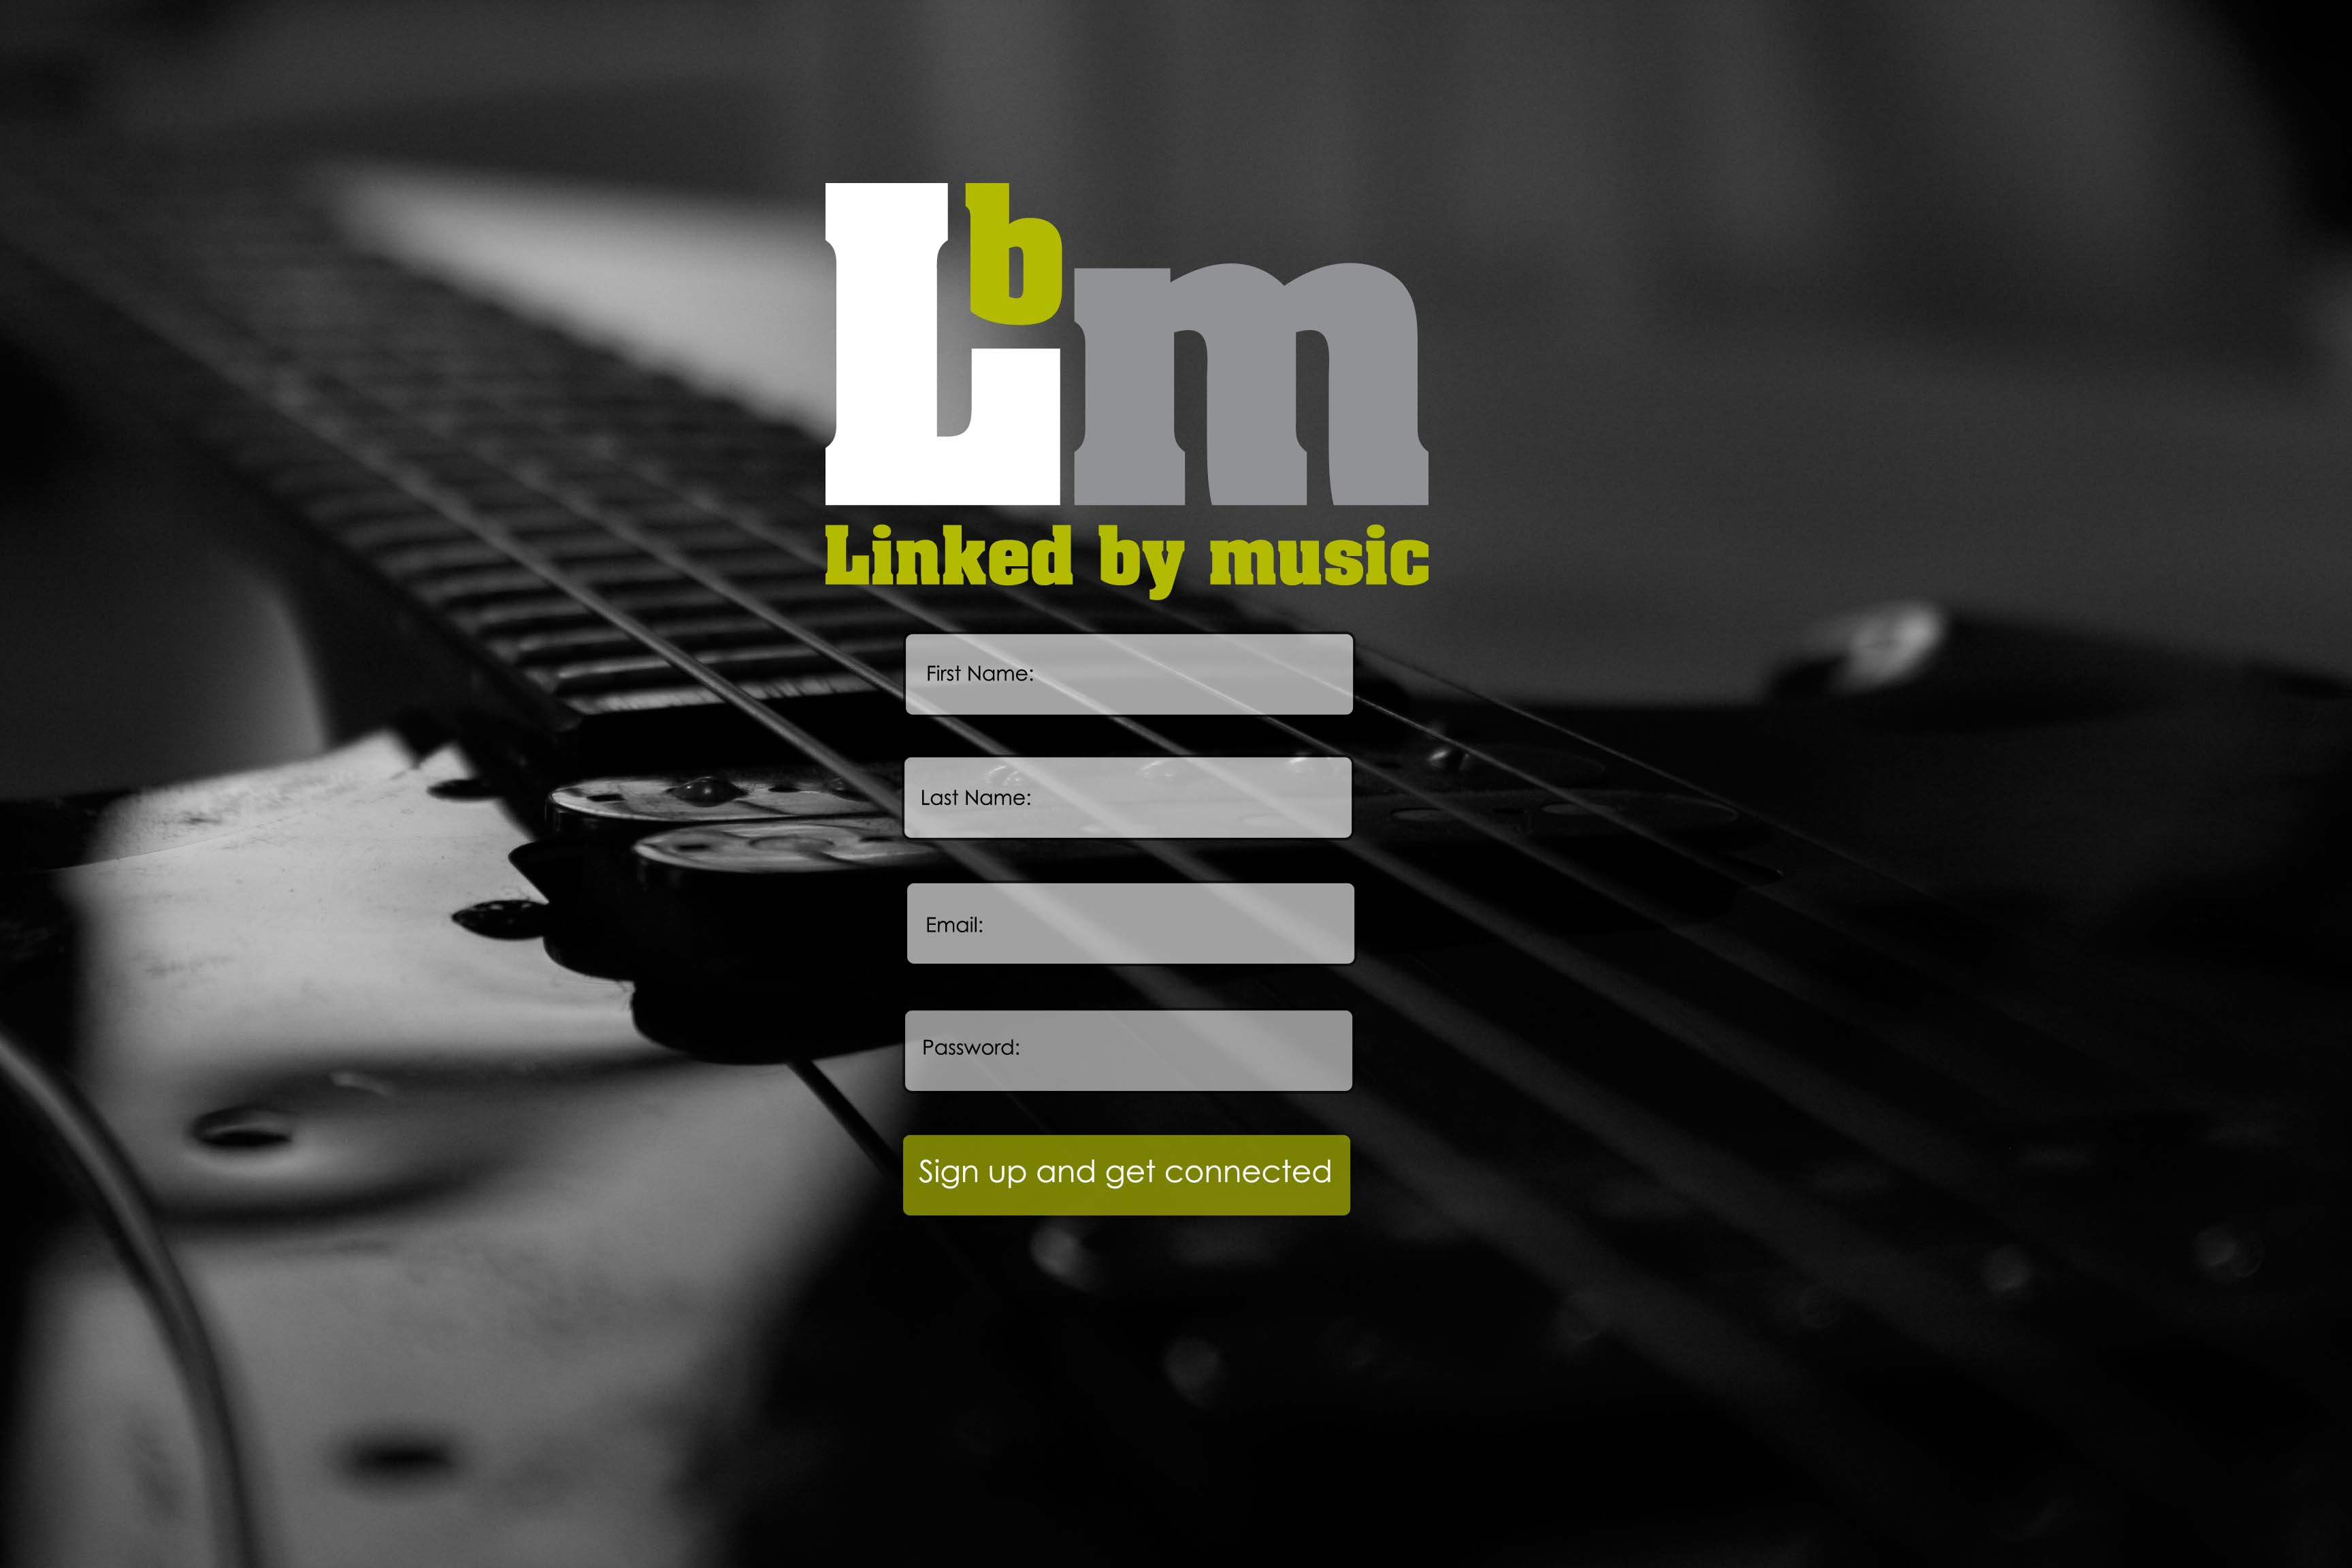 Lbm
Linked by music
First Name:
Last Name:
Email:
Password:
Sign up and get connected